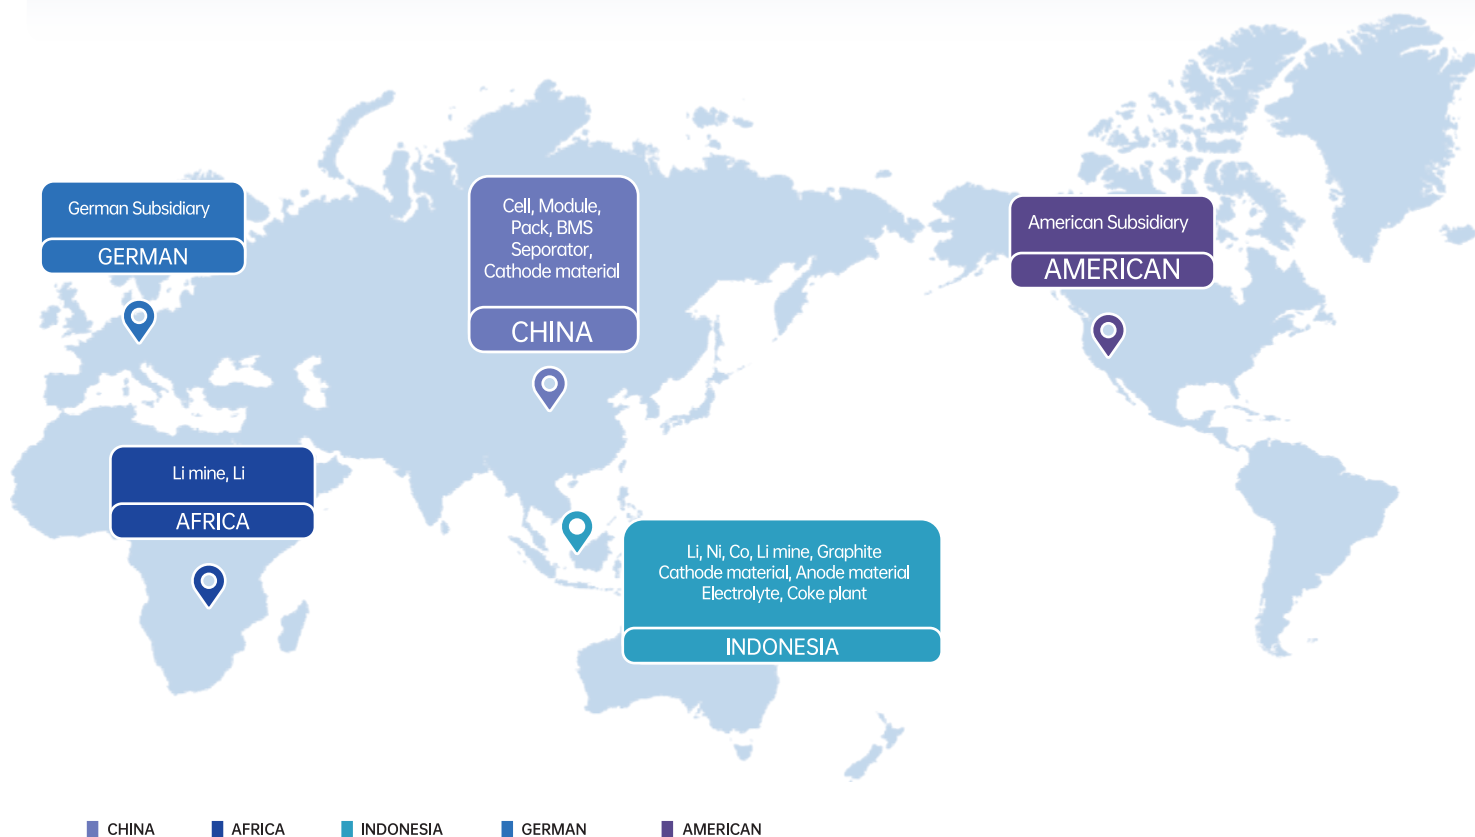 German Subsidiary
GERMAN
Cell, Module,
Pack, BMS
Seporator,
Cathode material
CHINA
American Subsidiary
AMERICAN
Li mine, Li
AFRICA
Li, Ni, Co, Li mine, Graphite
Cathode material, Anode material
Electrolyte, Coke plant
INDONESIA
CHINA AFRICA INDONESIA GERMAN AMERICAN